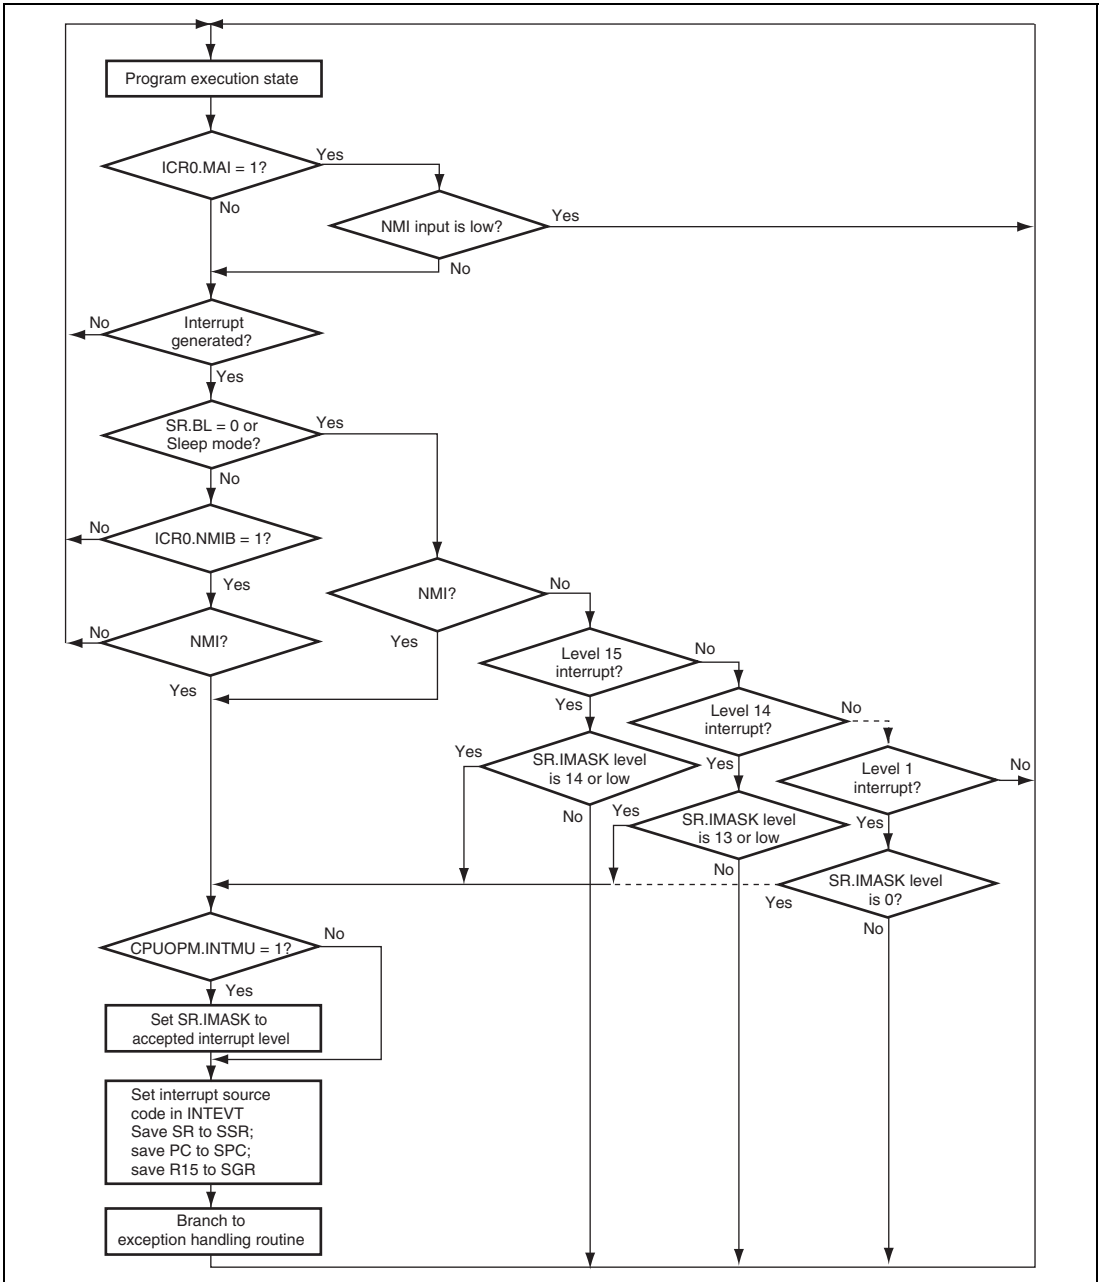 Program execution state
ICR0.MAI = 1?
Yes
No
NMI input is low?
Yes
No
Interrupt
generated?
No
Yes
SR.BL = 0 or
Sleep mode?
Yes
No
ICR0.NMIB = 1?
No
Yes
NMI?
No
Yes
NMI?
No
Yes
Level 15
interrupt?
No
Yes
Level 14
interrupt?
No
Yes
Level 1
interrupt?
No
Yes
SR.IMASK level
is 14 or low
Yes
No
SR.IMASK level
is 13 or low
Yes
No
SR.IMASK level
is 0?
Yes
No
CPUOPM.INTMU = 1?
No
Yes
Set SR.IMASK to
accepted interrupt level
Set interrupt source
code in INTEVT
Save SR to SSR;
save PC to SPC;
save R15 to SGR
Branch to
exception handling routine